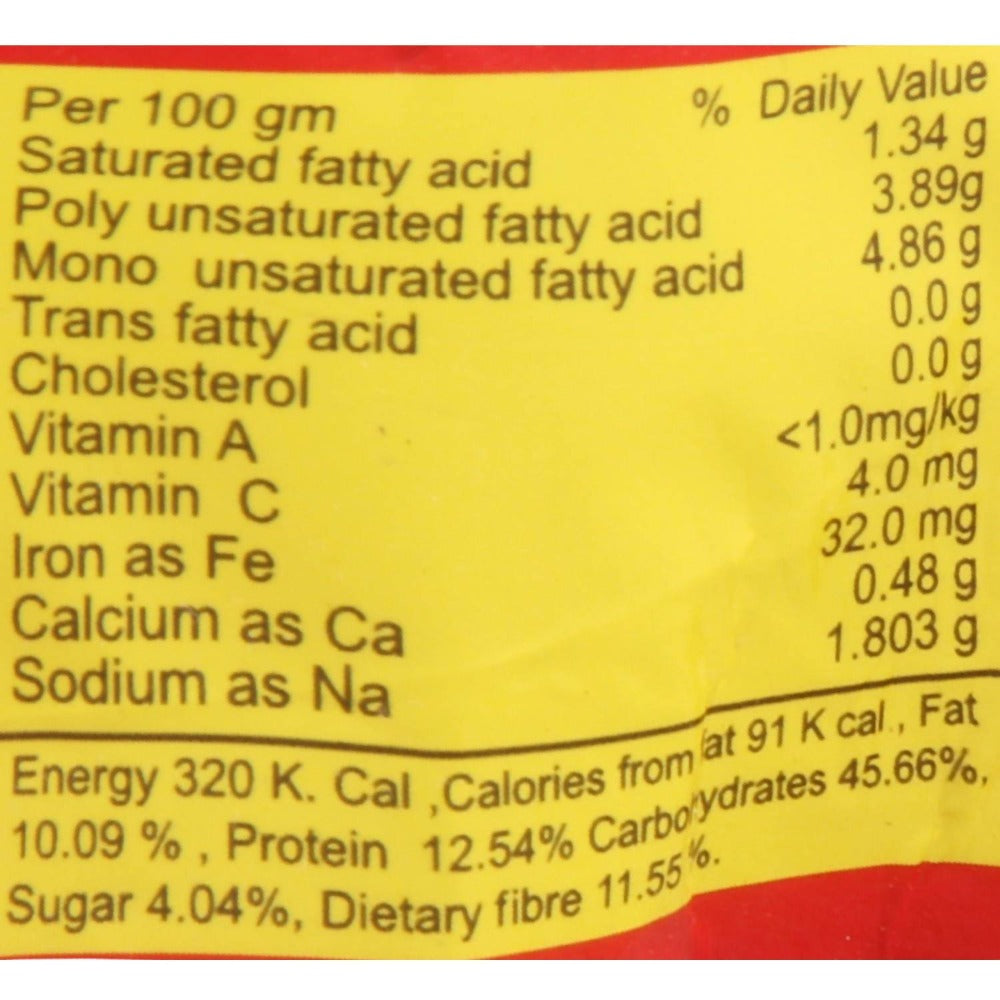 Per 100 gm % Daily Value
Saturated fatty acid 1.34 g
Poly unsaturated fatty acid 3.89g
Mono unsaturated fatty acid 4.86 g
Trans fatty acid 0.0 g
Cholesterol 0.0 g
Vitamin A <1.0mg/kg
Vitamin C 4.0 mg
Iron as Fe 32.0 mg
Calcium as Ca 0.48 g
Sodium as Na 1.803 g
Energy 320 K. Cal ,Calories from fat 91 K cal., Fat
10.09 % , Protein 12.54% Carbohydrates 45.66%,
Sugar 4.04%, Dietary fibre 11.55%.